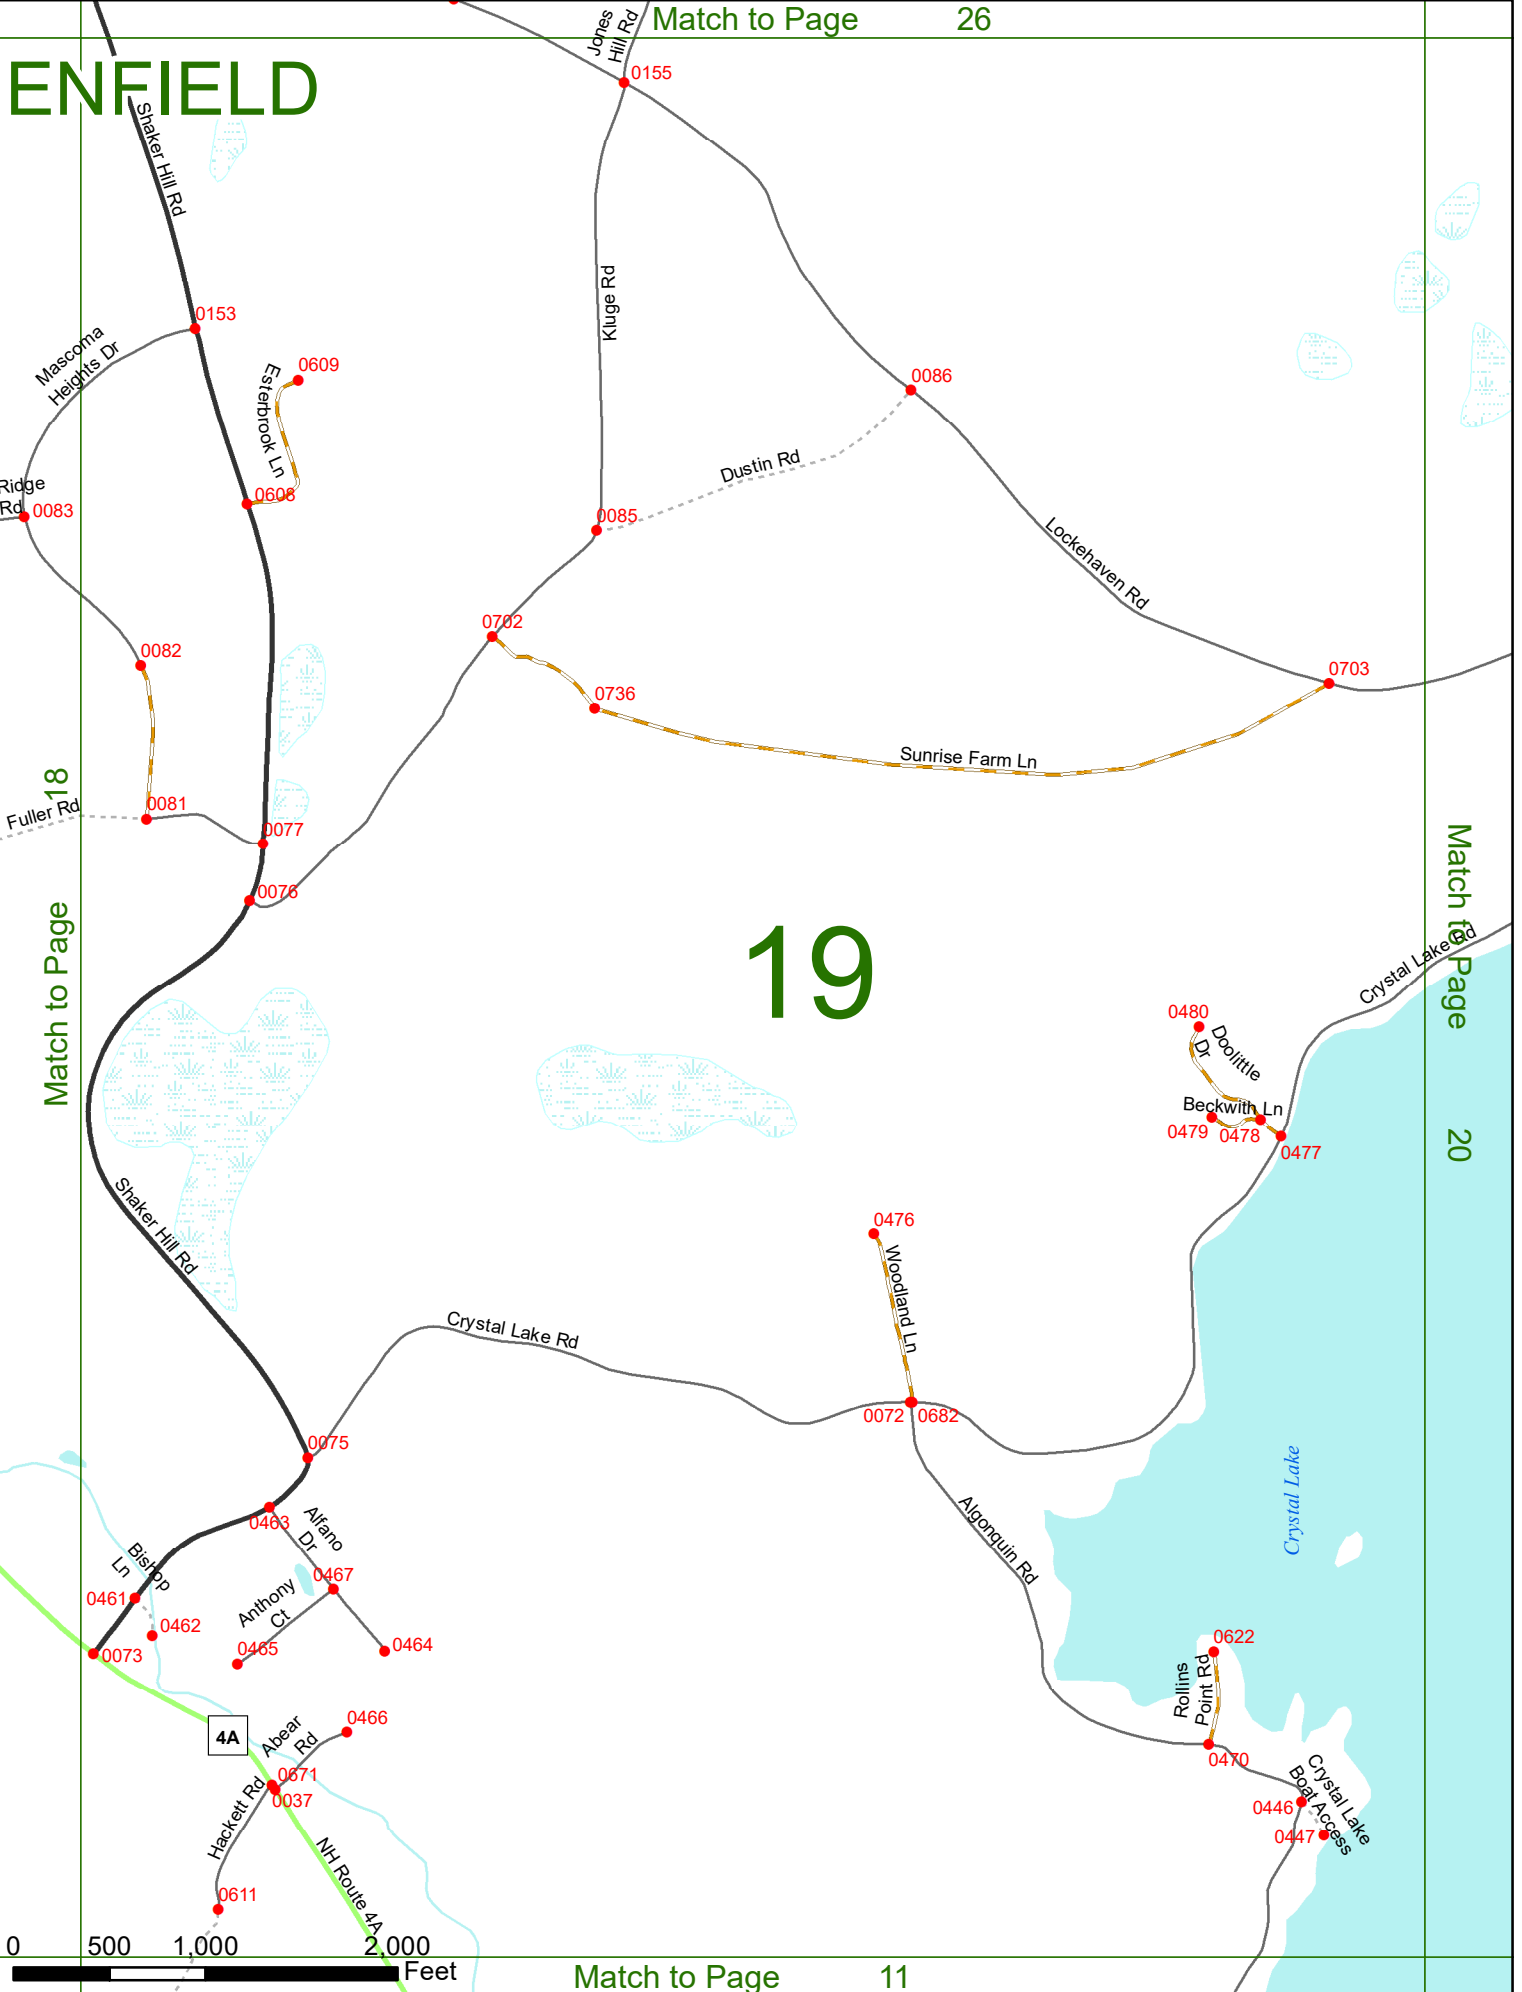 Match to Page 26
Jones
Hill Rd
0155
ENFIELD
Shaker Hill Rd
Kluge Rd
0153
Mascoma
Heights Dr
0609
Esterbrook Ln
0086
Dustin Rd
Ridge
Rd
0083
0608
0085
Lockehaven Rd
0702
0082
0703
0736
Sunrise Farm Ln
Match to Page 18
Fuller Rd
0081
0077
0076
19
Match to Page 20
Crystal Lake Rd
0480
Doolittle
Dr
Beckwith Ln
0479
0478
0477
Shaker Hill Rd
0476
Woodland Ln
Crystal Lake Rd
0072
0682
0075
Crystal Lake
0463
Alfano
Dr
Algonquin Rd
Bishop
Ln
0467
0461
Anthony
Ct
0462
0465
0464
0073
0622
Rollins
Point Rd
0466
4A
Abear
Rd
0470
0671
0037
Hackett Rd
Crystal Lake
Boat Access
0446
0447
NH Route 4A
0611
0 500 1,000 2,000
Feet
Match to Page 11